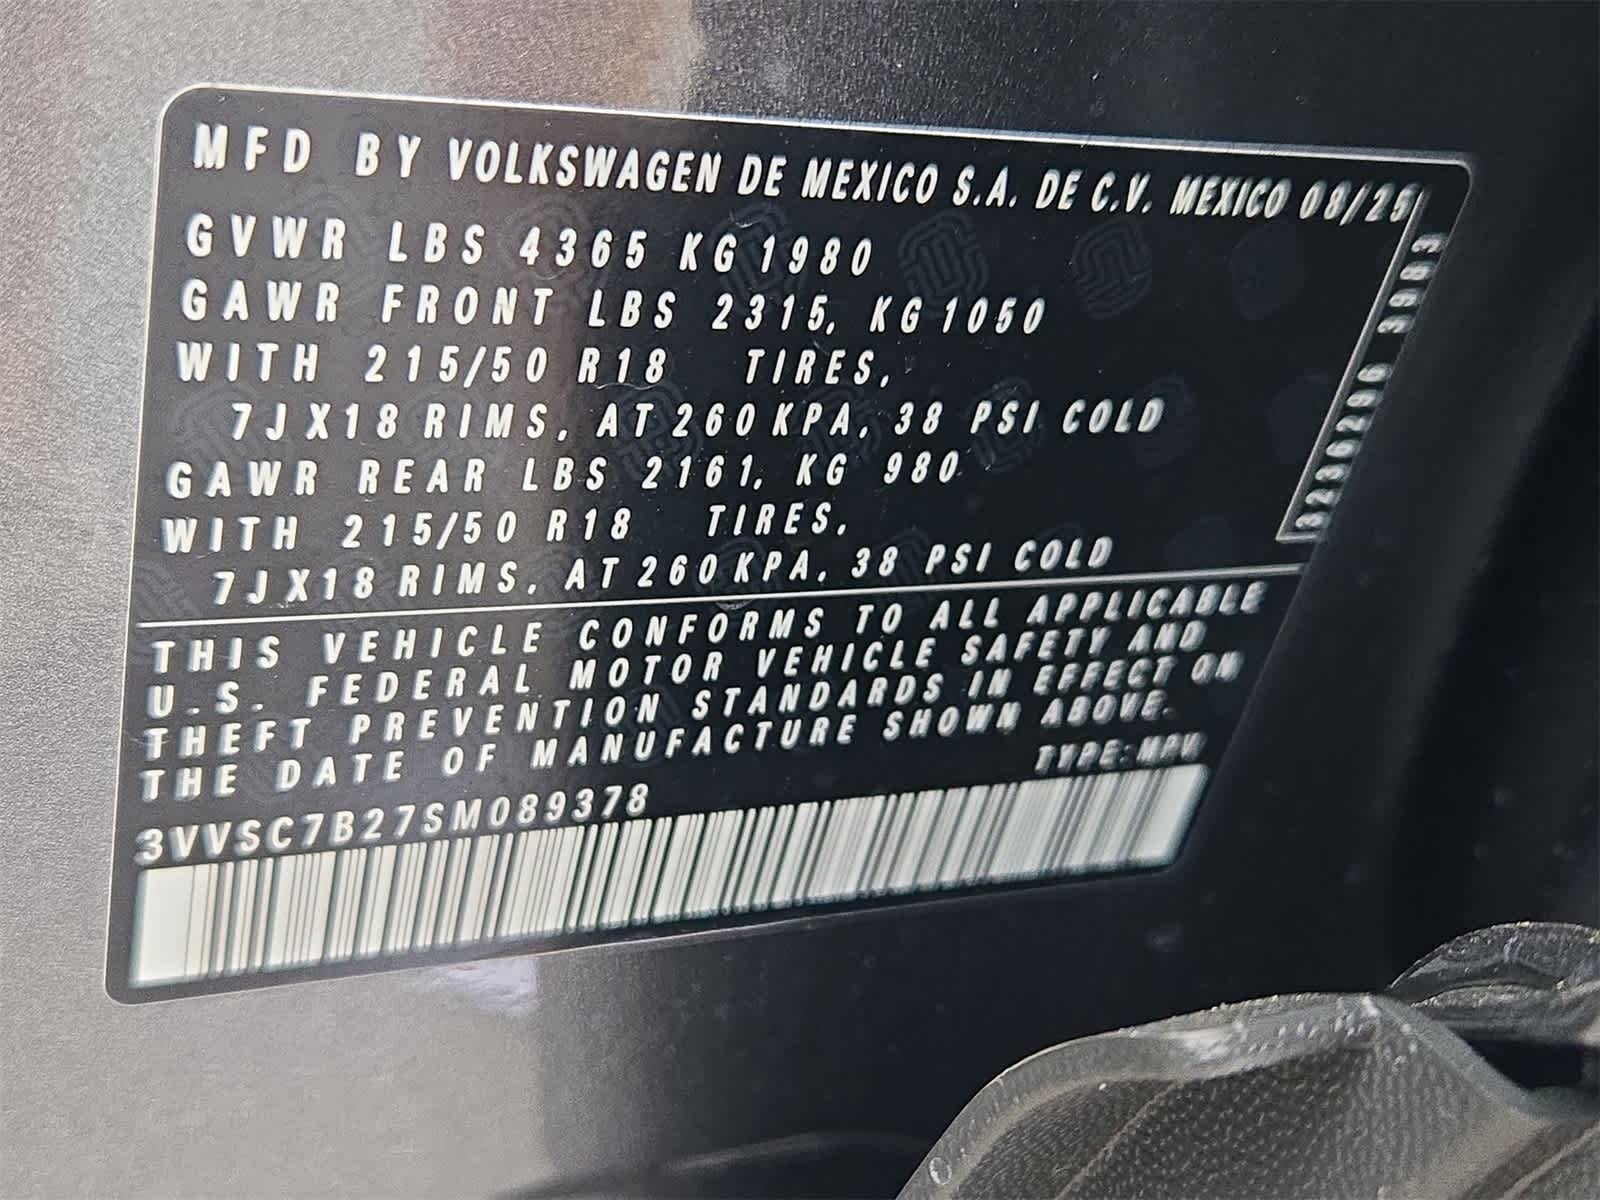 MFD BY VOLKSWAGEN DE MEXICO S.A. DE C.V. MEXICO 08/25
GVWR LBS 4365 KG 1980
GAWR FRONT LBS 2315, KG 1050
WITH 215/50 R18 TIRES,
7JX18 RIMS, AT 260 KPA, 38 PSI COLD
GAWR REAR LBS 2161, KG 980
WITH 215/50 R18 TIRES,
7JX18 RIMS, AT 260 KPA, 38 PSI COLD
THIS VEHICLE CONFORMS TO ALL APPLICABLE
U.S. FEDERAL MOTOR VEHICLE SAFETY AND
THEFT PREVENTION STANDARDS IN EFFECT ON
THE DATE OF MANUFACTURE SHOWN ABOVE.
TYPE: MPV
3VVSC7B27SM089378